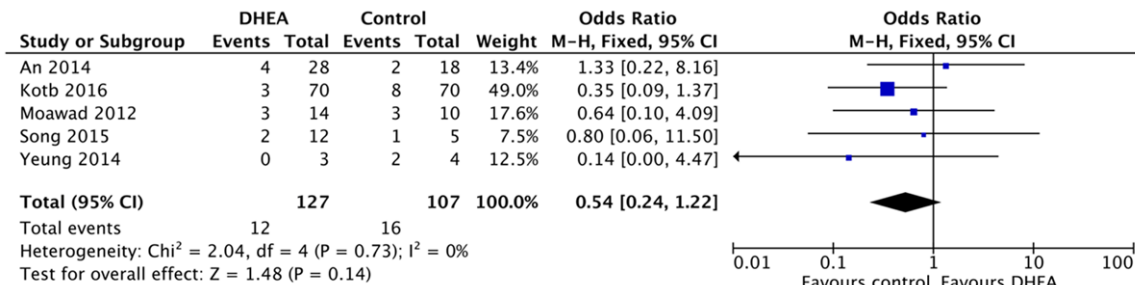 DHEA Control Odds Ratio Odds Ratio
Study or Subgroup Events Total Events Total Weight M-H, Fixed, 95% CI M-H, Fixed, 95% CI
An 2014 4 28 2 18 13.4% 1.33 [0.22, 8.16]
Kotb 2016 3 70 8 70 49.0% 0.35 [0.09, 1.37]
Moawad 2012 3 14 3 10 17.6% 0.64 [0.10, 4.09]
Song 2015 2 12 1 5 7.5% 0.80 [0.06, 11.50]
Yeung 2014 0 3 2 4 12.5% 0.14 [0.00, 4.47]
Total (95% CI) 127 107 100.0% 0.54 [0.24, 1.22]
Total events 12 16
Heterogeneity: Chi² = 2.04, df = 4 (P = 0.73); I² = 0%
Test for overall effect: Z = 1.48 (P = 0.14)
0.01 0.1 1 10 100
Favours control Favours DHEA